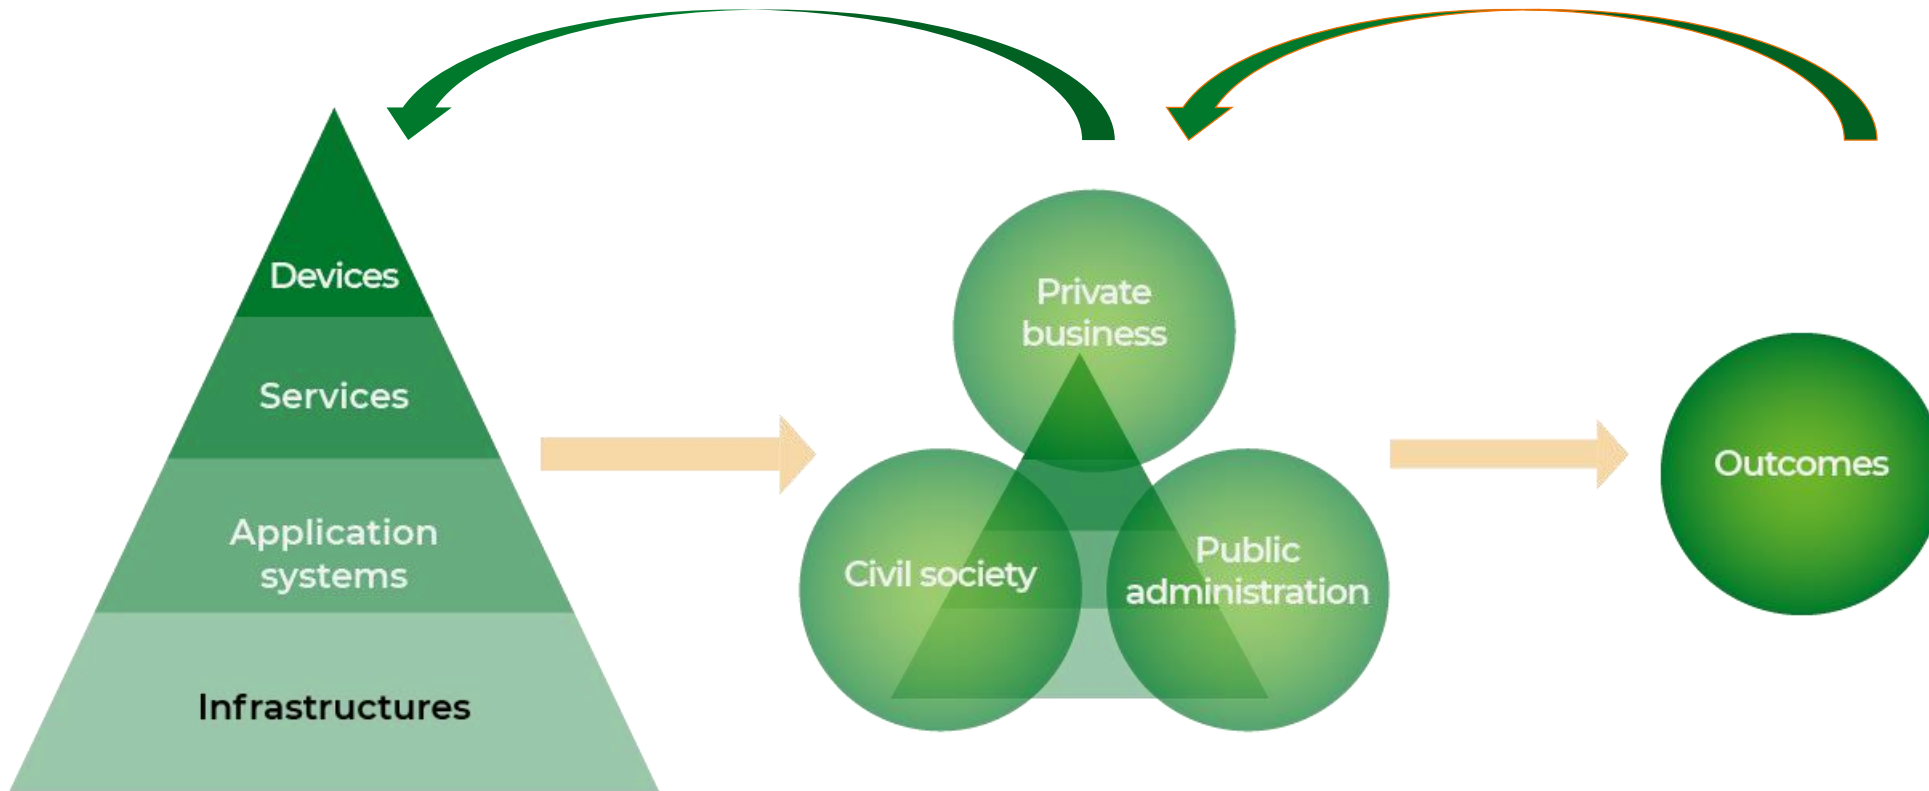 Devices
Services
Application
systems
Infrastructures
Private
business
Civil society
Public
administration
Outcomes